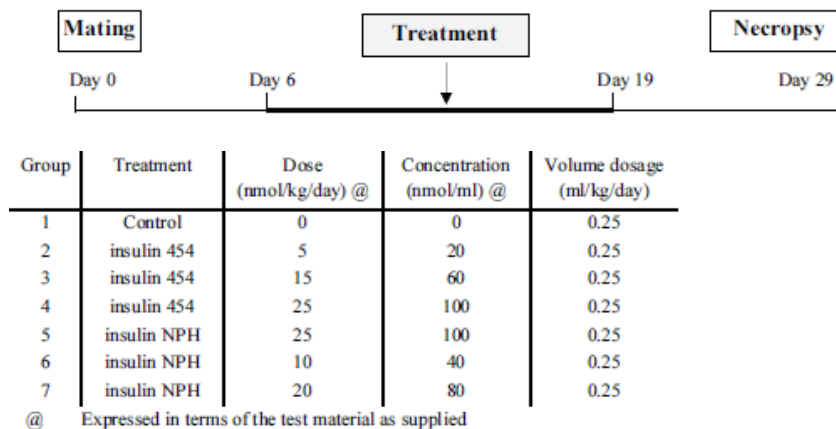 Mating Treatment Necropsy
Day 0 Day 6 Day 19 Day 29
Group Treatment Dose Concentration Volume dosage
(nmol/kg/day) @ (nmol/ml) @ (ml/kg/day)
1 Control 0 0 0.25
2 insulin 454 5 20 0.25
3 insulin 454 15 60 0.25
4 insulin 454 25 100 0.25
5 insulin NPH 25 100 0.25
6 insulin NPH 10 40 0.25
7 insulin NPH 20 80 0.25
@ Expressed in terms of the test material as supplied